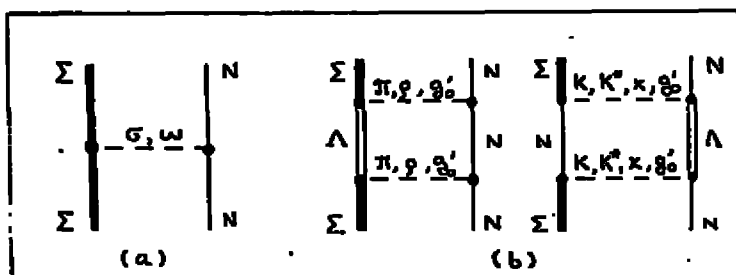 Σ N Σ π, ρ, g₀' N Σ K, K*, κ, g₀' N
σ, ω Λ N N Λ
π, ρ, g₀' K, K*, κ, g₀'
Σ N Σ N Σ N
(a) (b)